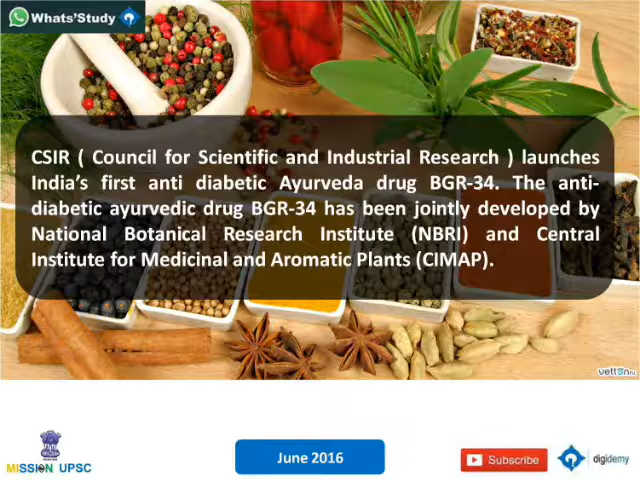 Whats'Study
CSIR ( Council for Scientific and Industrial Research ) launches
India's first anti diabetic Ayurveda drug BGR-34. The anti-
diabetic ayurvedic drug BGR-34 has been jointly developed by
National Botanical Research Institute (NBRI) and Central
Institute for Medicinal and Aromatic Plants (CIMAP).
MISSION UPSC
June 2016
Subscribe
digidemy